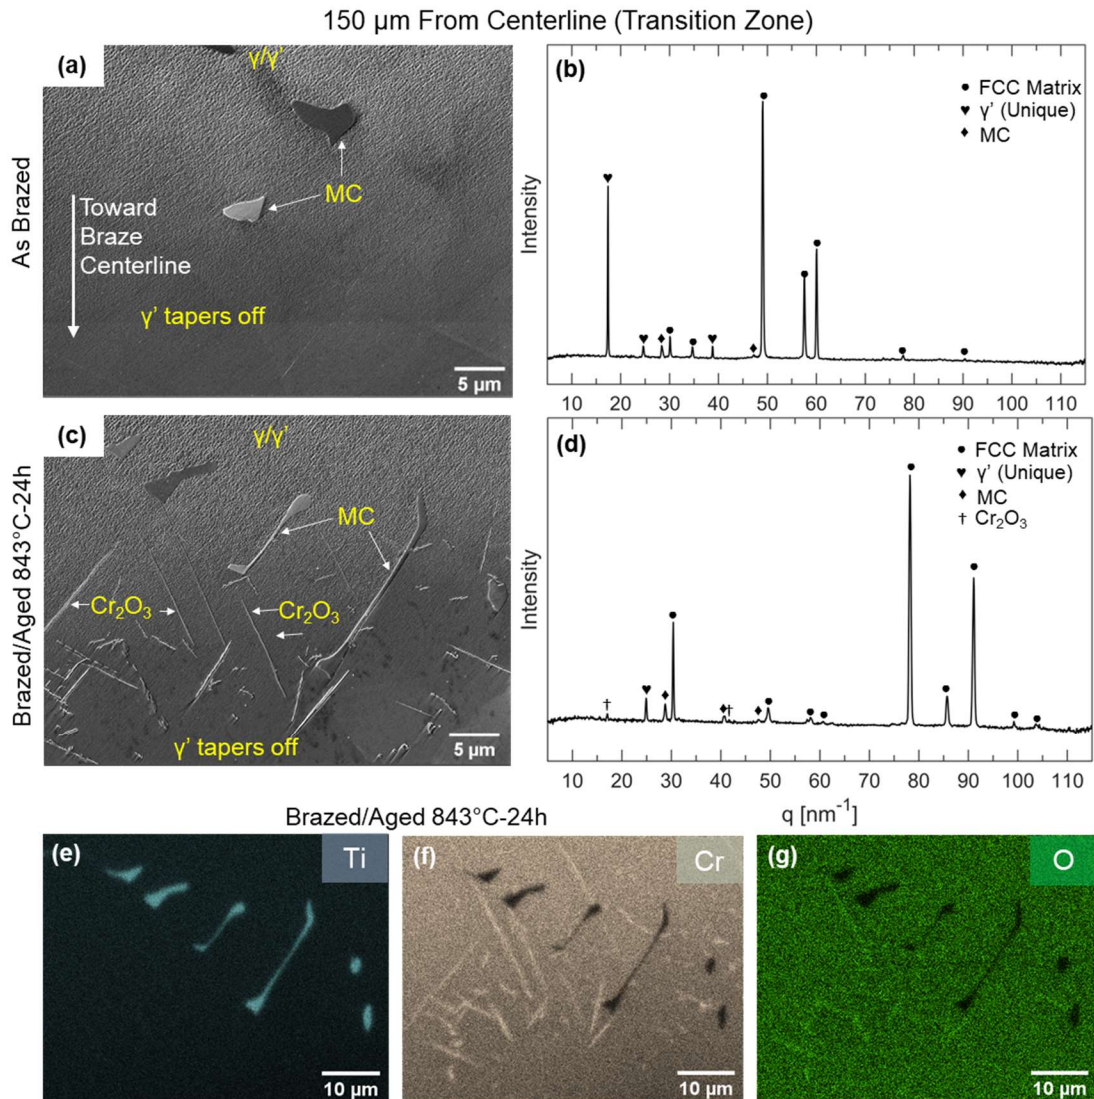 150 µm From Centerline (Transition Zone)
As Brazed
(a)
γ/γ’
MC
Toward
Braze
Centerline
γ’ tapers off
5 µm
(b)
FCC Matrix
γ’ (Unique)
MC
Intensity
10 20 30 40 50 60 70 80 90 100 110
Brazed/Aged 843°C-24h
(c)
γ/γ’
MC
Cr₂O₃
Cr₂O₃
γ’ tapers off
5 µm
(d)
FCC Matrix
γ’ (Unique)
MC
† Cr₂O₃
†
†
Intensity
10 20 30 40 50 60 70 80 90 100 110
q [nm⁻¹]
Brazed/Aged 843°C-24h
(e)
Ti
10 µm
(f)
Cr
10 µm
(g)
O
10 µm